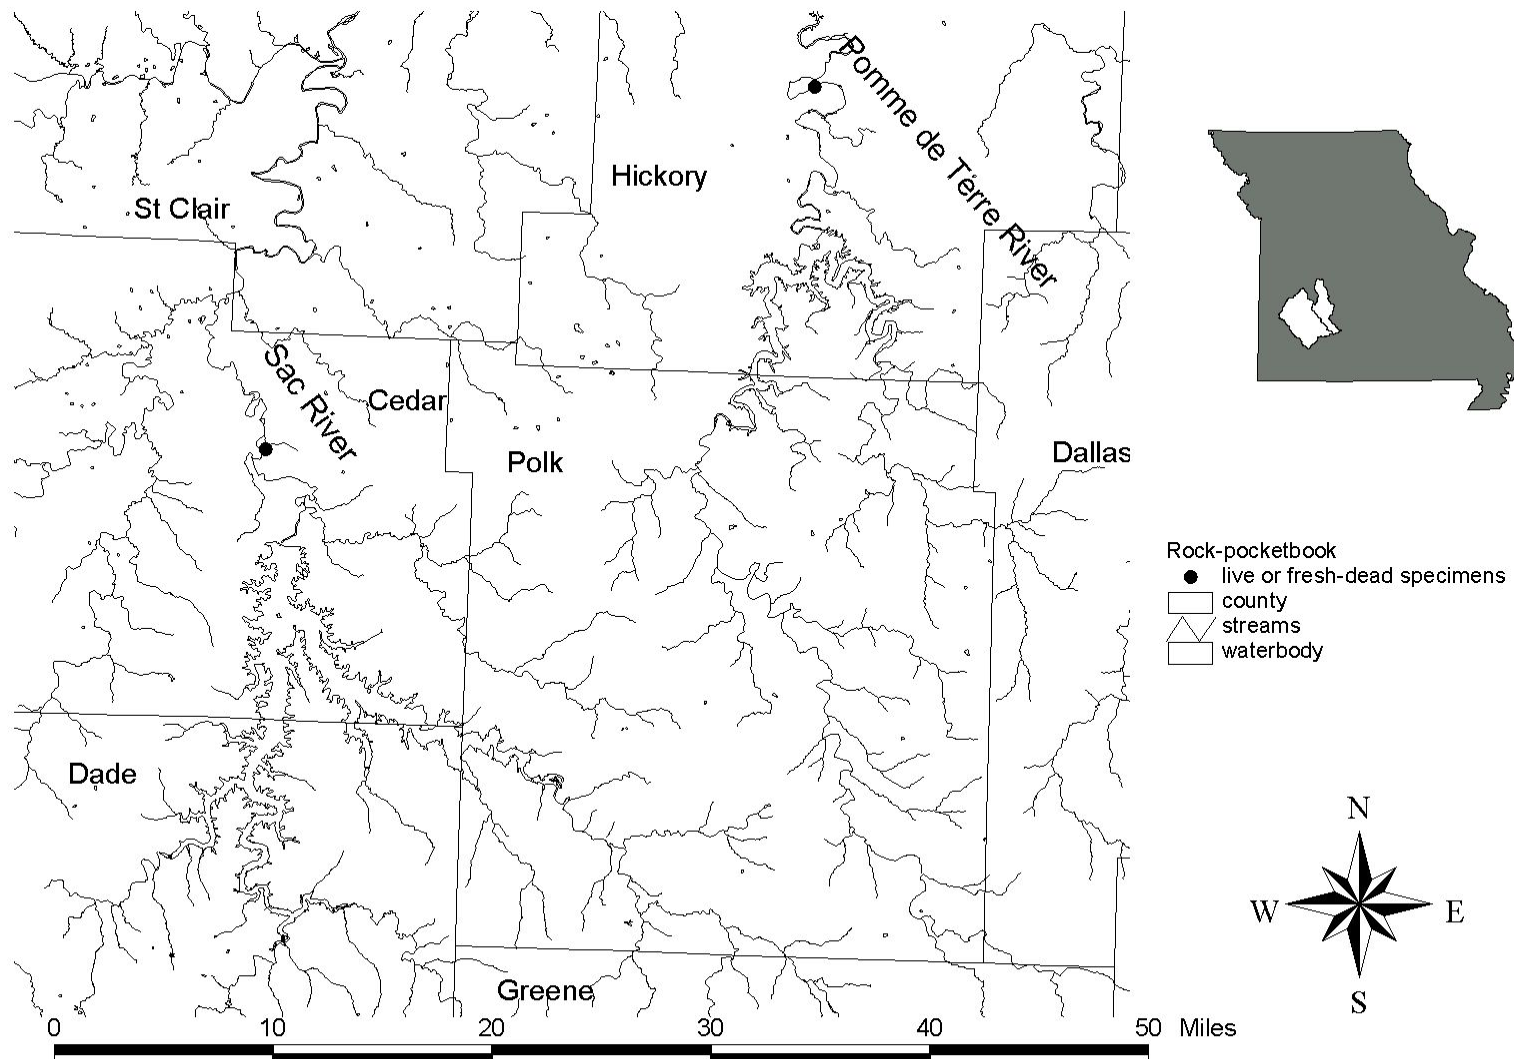 Pomme de Terre River
Hickory
St Clair
Sac River
Cedar
Polk
Dallas
Rock-pocketbook
live or fresh-dead specimens
county
streams
waterbody
Dade
Greene
N
W E
S
0 10 20 30 40 50 Miles